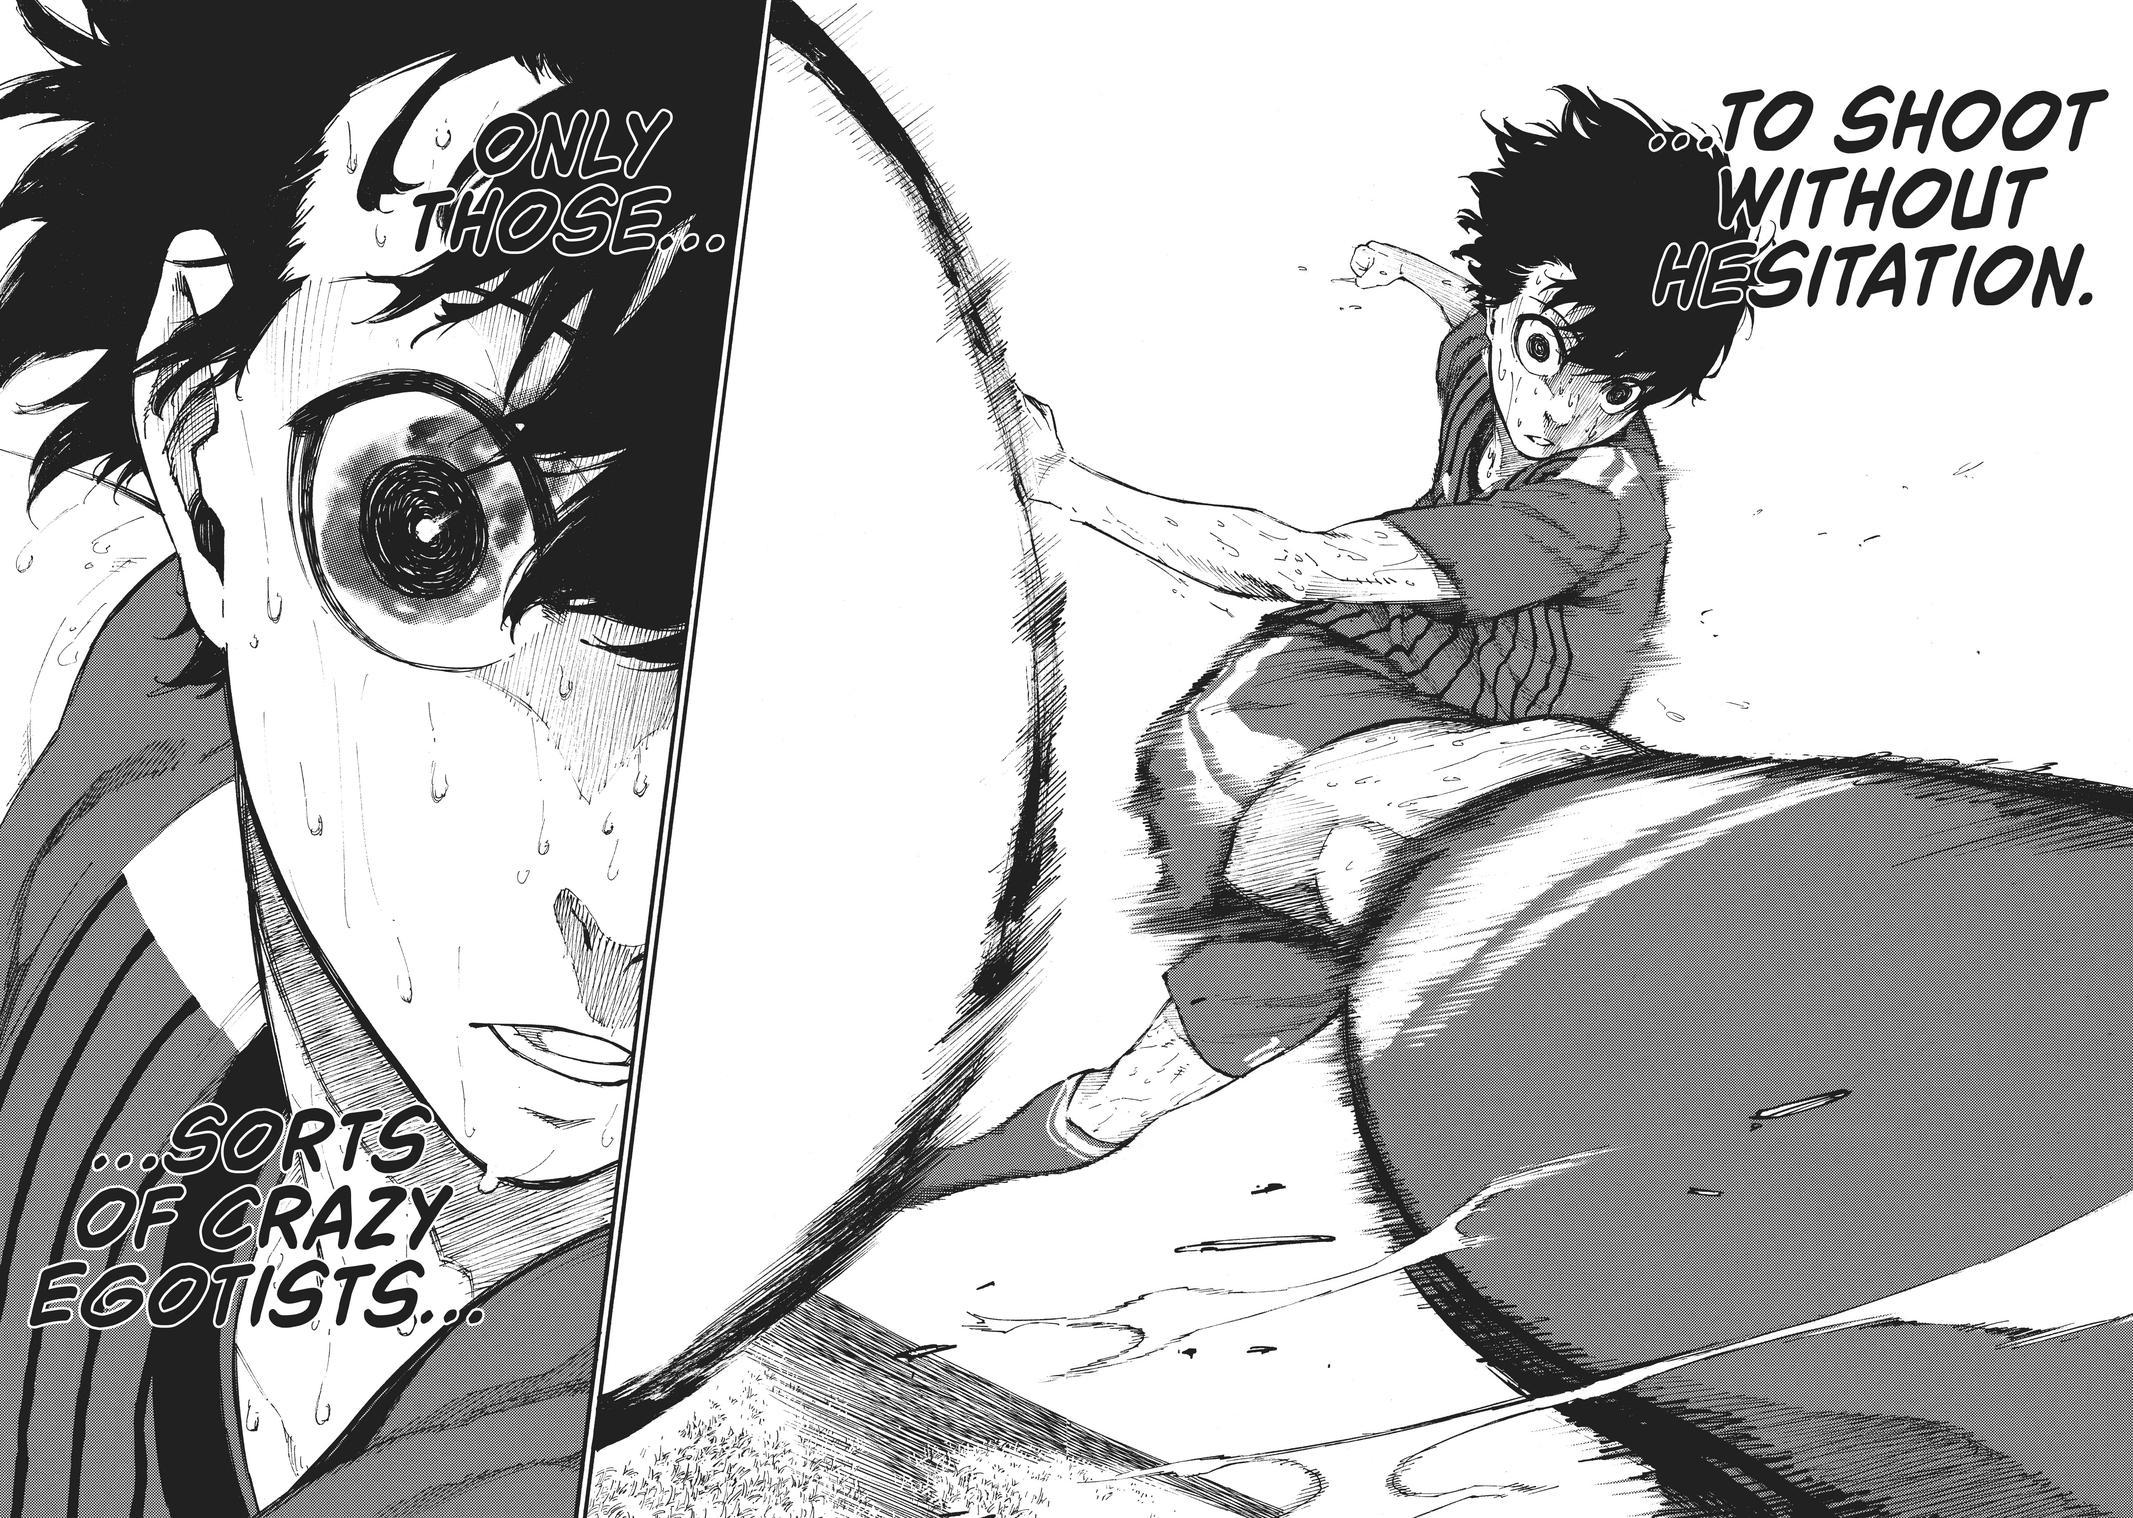 ...TO SHOOT
WITHOUT
HESITATION.
ONLY
THOSE...
...SORTS
OF CRAZY
EGOTISTS...